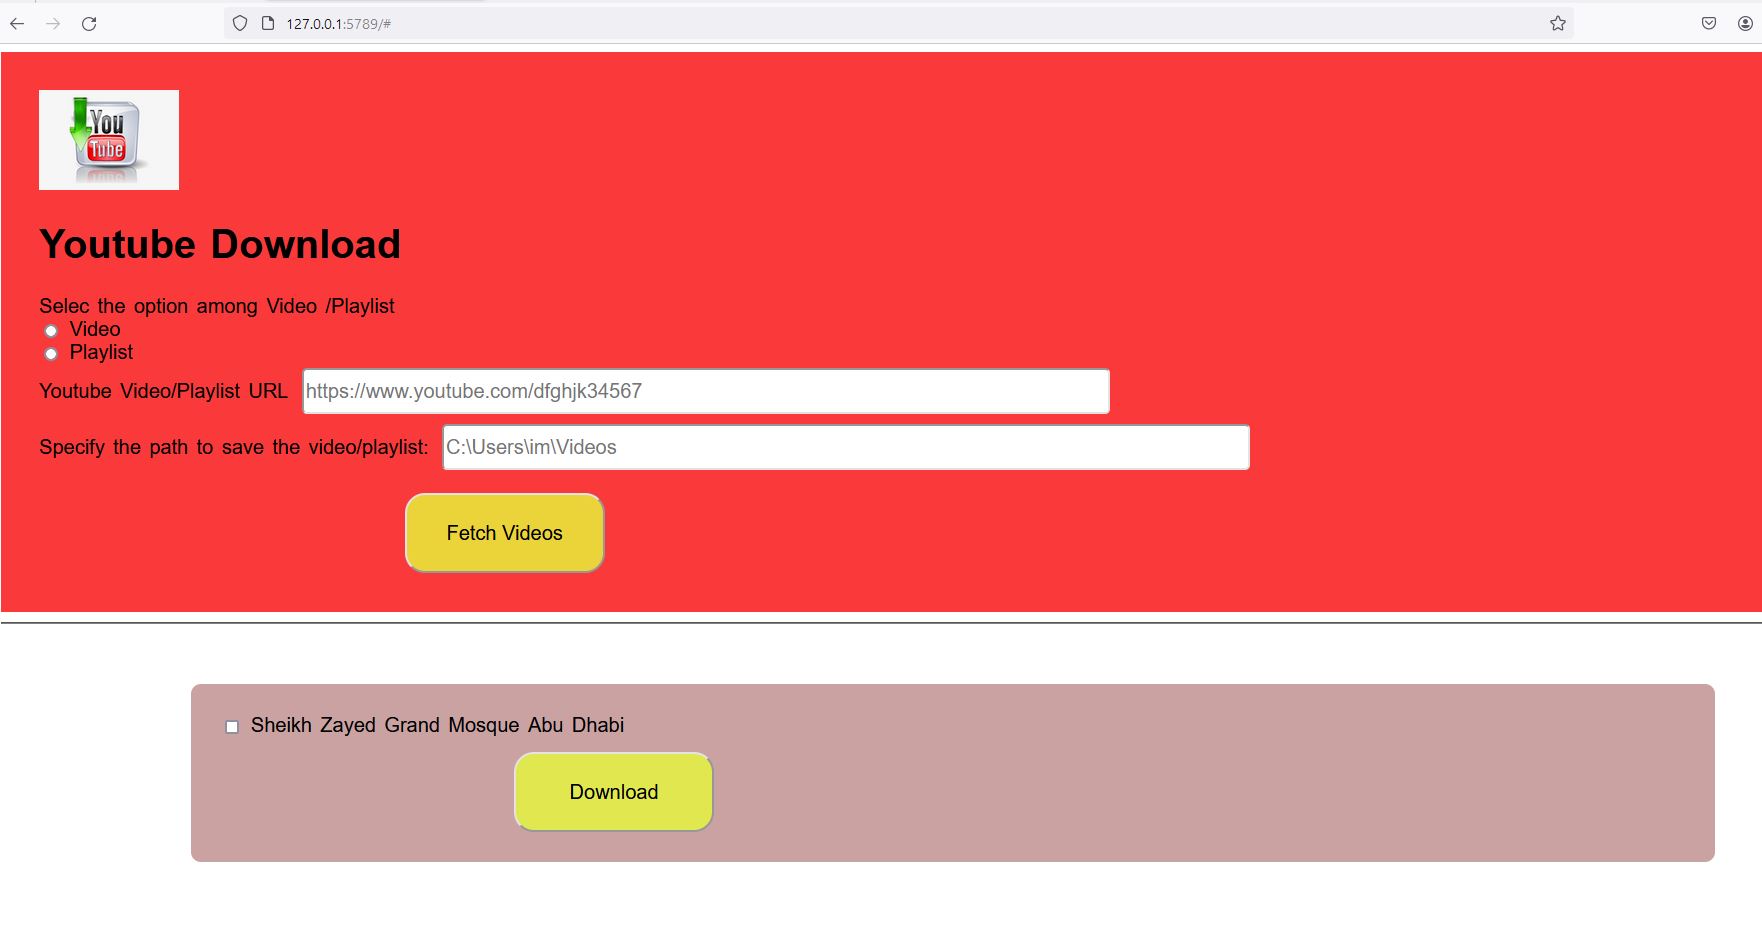 127.0.0.1:5789/#
You
Tube
Youtube Download
Selec the option among Video /Playlist
Video
Playlist
Youtube Video/Playlist URL https://www.youtube.com/dfghjk34567
Specify the path to save the video/playlist: C:\Users\im\Videos
Fetch Videos
Sheikh Zayed Grand Mosque Abu Dhabi
Download